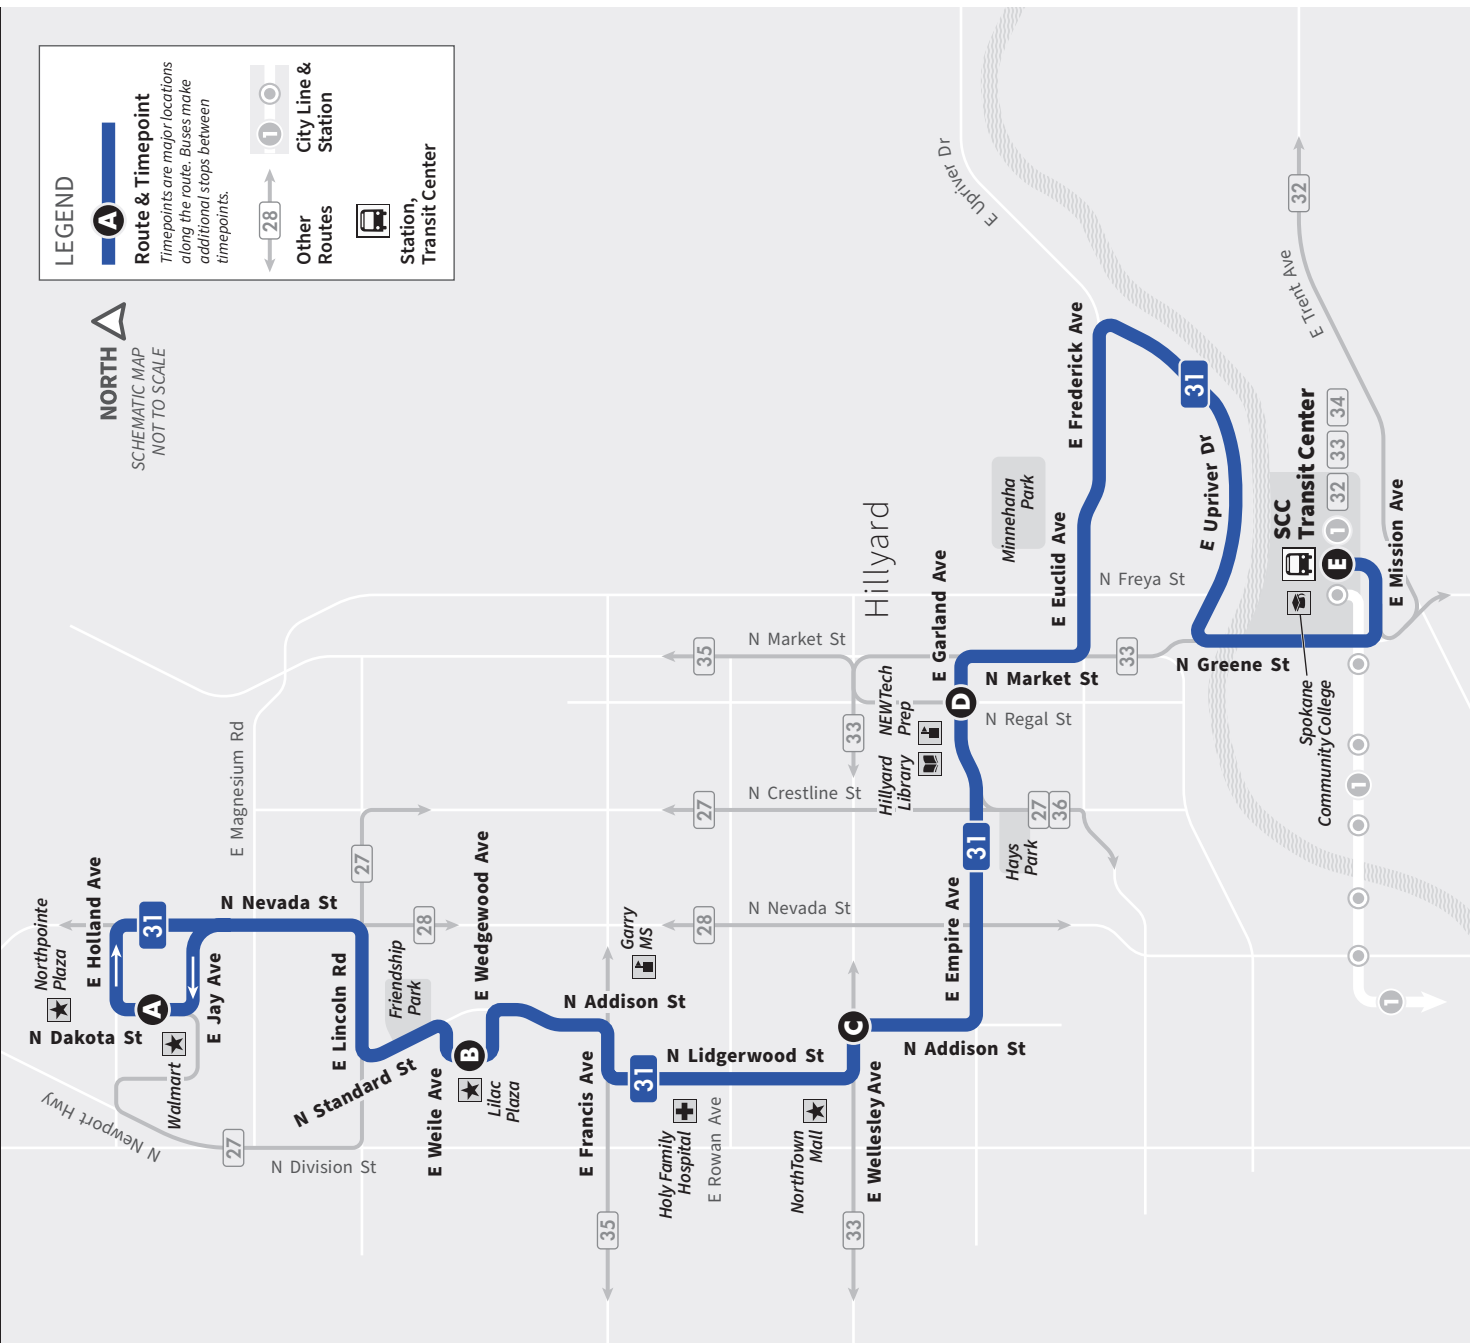 LEGEND
A
Route & Timepoint
Timepoints are major locations
along the route. Buses make
additional stops between
timepoints.
28
Other
Routes
1
City Line &
Station
Station,
Transit Center
NORTH
SCHEMATIC MAP
NOT TO SCALE
Northpointe
Plaza
E Holland Ave
31
N Nevada St
A
N Dakota St
E Jay Ave
Walmart
N Newport Hwy
27
N Division St
E Magnesium Rd
27
28
E Lincoln Rd
Friendship
Park
N Standard St
E Weile Ave
B
Lilac
Plaza
E Wedgewood Ave
N Addison St
Garry
MS
E Francis Ave
35
31
N Lidgerwood St
Holy Family
Hospital
E Rowan Ave
NorthTown
Mall
E Wellesley Ave
33
C
N Addison St
E Empire Ave
31
28
N Nevada St
27
N Crestline St
27
36
Hays
Park
35
N Market St
33
Hillyard
Library
NEWTech
Prep
Hillyard
E Garland Ave
D
N Regal St
N Market St
33
E Euclid Ave
N Freya St
Minnehaha
Park
E Frederick Ave
31
E Upriver Dr
E Upriver Dr
N Greene St
SCC
Transit Center
E
1
32
33
34
E Mission Ave
E Trent Ave
32
Spokane
Community College
1
1